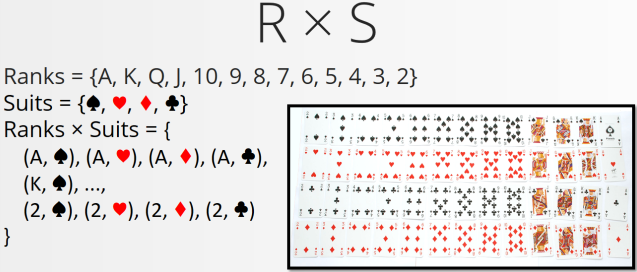 R × S
Ranks = {A, K, Q, J, 10, 9, 8, 7, 6, 5, 4, 3, 2}
Suits = {♠, ♥, ♦, ♣}
Ranks × Suits = {
(A, ♠), (A, ♥), (A, ♦), (A, ♣),
(K, ♠), ...,
(2, ♠), (2, ♥), (2, ♦), (2, ♣)
}